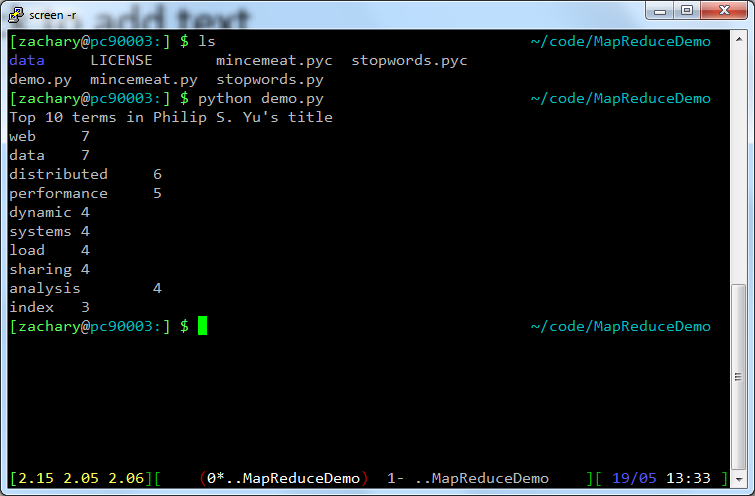 to add text
screen -r
[zachary@pc90003:] $ ls ~/code/MapReduceDemo
data LICENSE mincemeat.pyc stopwords.pyc
demo.py mincemeat.py stopwords.py
[zachary@pc90003:] $ python demo.py ~/code/MapReduceDemo
Top 10 terms in Philip S. Yu's title
web 7
data 7
distributed 6
performance 5
dynamic 4
systems 4
load 4
sharing 4
analysis 4
index 3
[zachary@pc90003:] $ ~/code/MapReduceDemo
[2.15 2.05 2.06][ (0*..MapReduceDemo) 1- ..MapReduceDemo ][ 19/05 13:33 ]